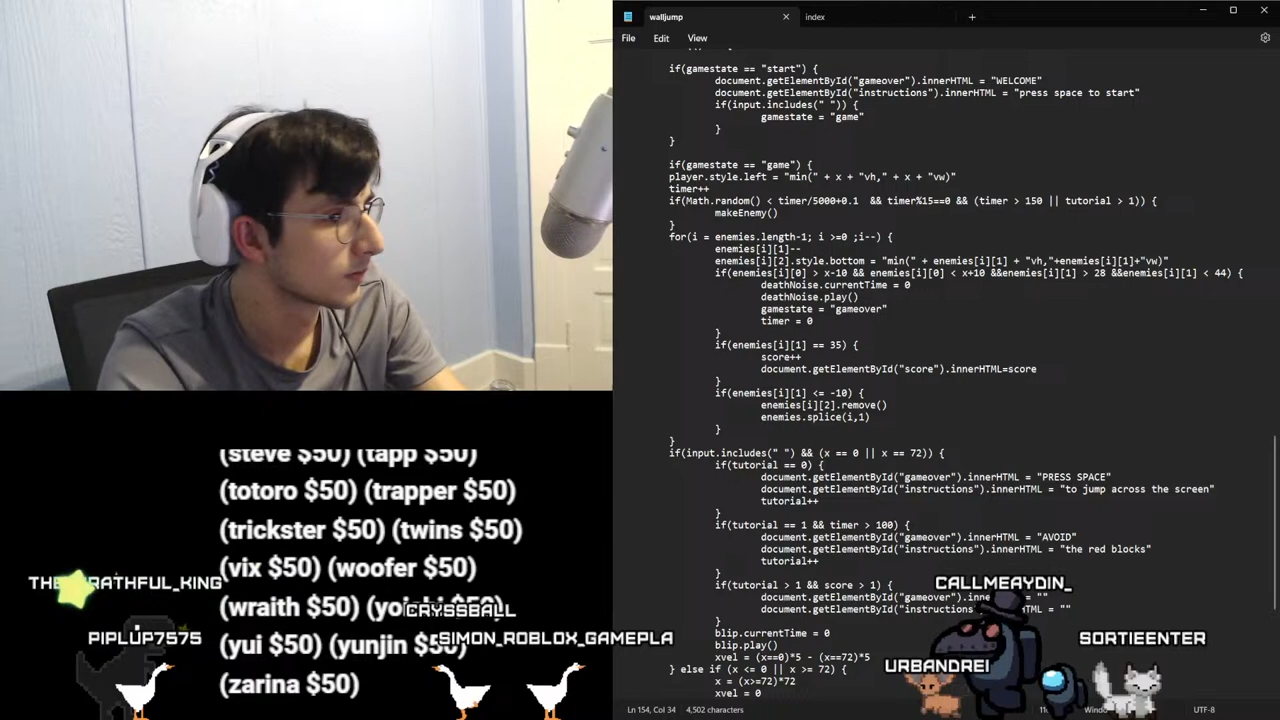 walljump
index
File Edit View
if(gamestate == "start") {
document.getElementById("gameover").innerHTML = "WELCOME"
document.getElementById("instructions").innerHTML = "press space to start"
if(input.includes(" ")) {
gamestate = "game"
}
}
if(gamestate == "game") {
player.style.left = "min(" + x + "vh," + x + "vw)"
timer++
if(Math.random() < timer/5000+0.1  && timer%15==0 && (timer > 150 || tutorial > 1)) {
makeEnemy()
}
for(i = enemies.length-1; i >=0 ;i--) {
enemies[i][1]--
enemies[i][2].style.bottom = "min(" + enemies[i][1] + "vh,"+enemies[i][1]+"vw)"
if(enemies[i][0] > x-10 && enemies[i][0] < x+10 &&enemies[i][1] > 28 &&enemies[i][1] < 44) {
deathNoise.currentTime = 0
deathNoise.play()
gamestate = "gameover"
timer = 0
}
if(enemies[i][1] == 35) {
score++
document.getElementById("score").innerHTML=score
}
if(enemies[i][1] <= -10) {
enemies[i][2].remove()
enemies.splice(i,1)
}
}
if(input.includes(" ") && (x == 0 || x == 72)) {
if(tutorial == 0) {
document.getElementById("gameover").innerHTML = "PRESS SPACE"
document.getElementById("instructions").innerHTML = "to jump across the screen"
tutorial++
}
if(tutorial == 1 && timer > 100) {
document.getElementById("gameover").innerHTML = "AVOID"
document.getElementById("instructions").innerHTML = "the red blocks"
tutorial++
}
if(tutorial > 1 && score > 1) {
document.getElementById("gameove = ""
document.getElementById("instructions HTML = ""
}
blip.currentTime = 0
blip.play()
xvel = (x==0)*5 - (x==72)*5
} else if (x <= 0 || x >= 72) {
x = (x>=72)*72
xvel = 0
Ln 154, Col 34
4,502 characters
Windo
UTF-8
(steve $50) (tapp $50)
(totoro $50) (trapper $50)
(trickster $50) (twins $50)
(vix $50) (woofer $50)
(wraith $50)
(yui $50) (yunjin $50)
(zarina $50)
CRYSSBALL
PIPLUP7575
SIMON_ROBLOX_GAMEPLA
CALLMEAYDIN_
URBANDREI
SORTIEENTER